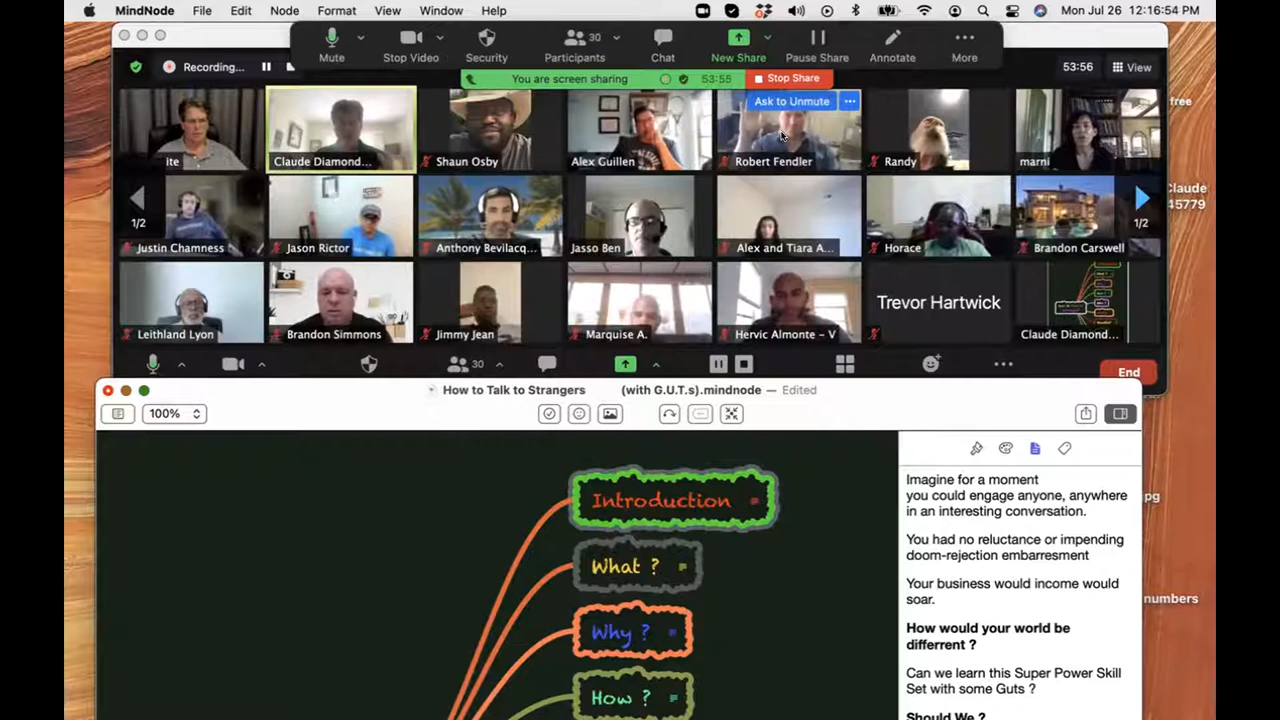 MindNode File Edit Node Format View Window Help Mon Jul 26 12:16:54 PM
30
Mute Stop Video Security Participants Chat New Share Pause Share Annotate More
Recording...
You are screen sharing 53:55 Stop Share
53:56 View
free
Ask to Unmute
ite Claude Diamond... Shaun Osby Alex Guillen Robert Fendler Randy marni
Claude
45779
1/2 1/2
Justin Chamness Jason Rictor Anthony Bevilacq... Jasso Ben Alex and Tiara A... Horace Brandon Carswell
Trevor Hartwick
Leithland Lyon Brandon Simmons Jimmy Jean Marquise A. Hervic Almonte – V Claude Diamond...
30
End
How to Talk to Strangers (with G.U.T.s).mindnode — Edited
100%
Introduction
What ?
Why ?
How ?
Imagine for a moment
you could engage anyone, anywhere
in an interesting conversation.
You had no reluctance or impending
doom-rejection embarresment
Your business would income would
soar.
How would your world be
differrent ?
Can we learn this Super Power Skill
Set with some Guts ?
Should We ?
pg
numbers